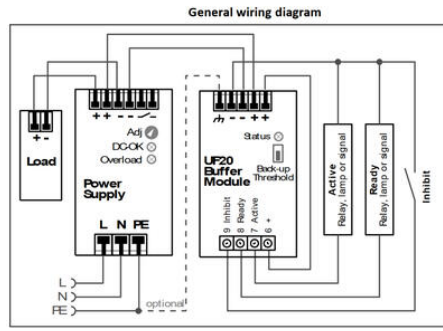 General wiring diagram
+ + - -
- - + +
+ -
Load
Adj
DC-OK
Overload
Power
Supply
L N PE
Status
UF20
Buffer
Module
Back-up
Threshold
9 Inhibit
8 Ready
7 Active
6 +
Active
Relay, lamp or signal
Ready
Relay, lamp or signal
Inhibit
L
N
PE
optional